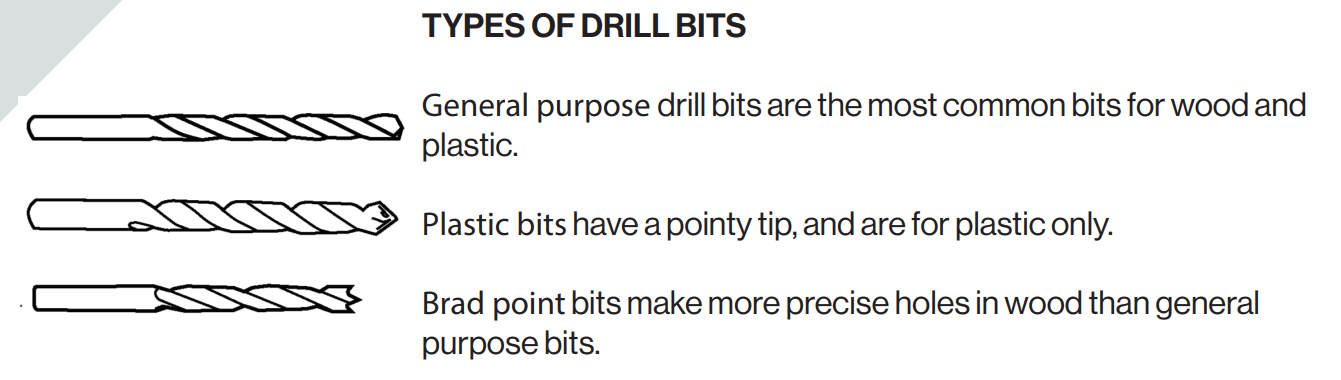 TYPES OF DRILL BITS
General purpose drill bits are the most common bits for wood and
plastic.
Plastic bits have a pointy tip, and are for plastic only.
Brad point bits make more precise holes in wood than general
purpose bits.